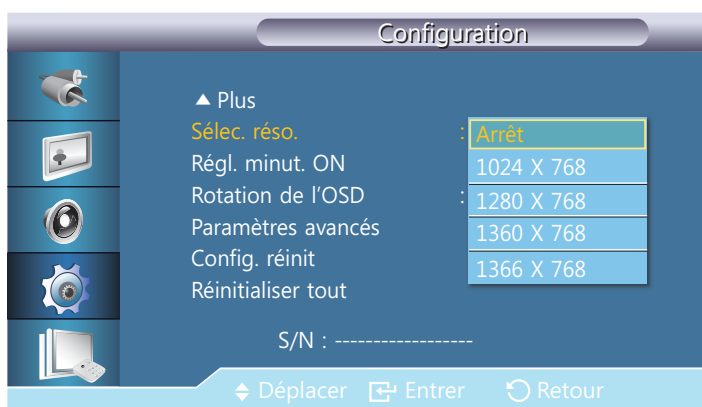 Configuration
▲ Plus
Sélec. réso. : Arrêt
Régl. minut. ON 1024 X 768
Rotation de l'OSD : 1280 X 768
Paramètres avancés 1360 X 768
Config. réinit 1366 X 768
Réinitialiser tout
S/N : ------------------
Déplacer Entrer Retour